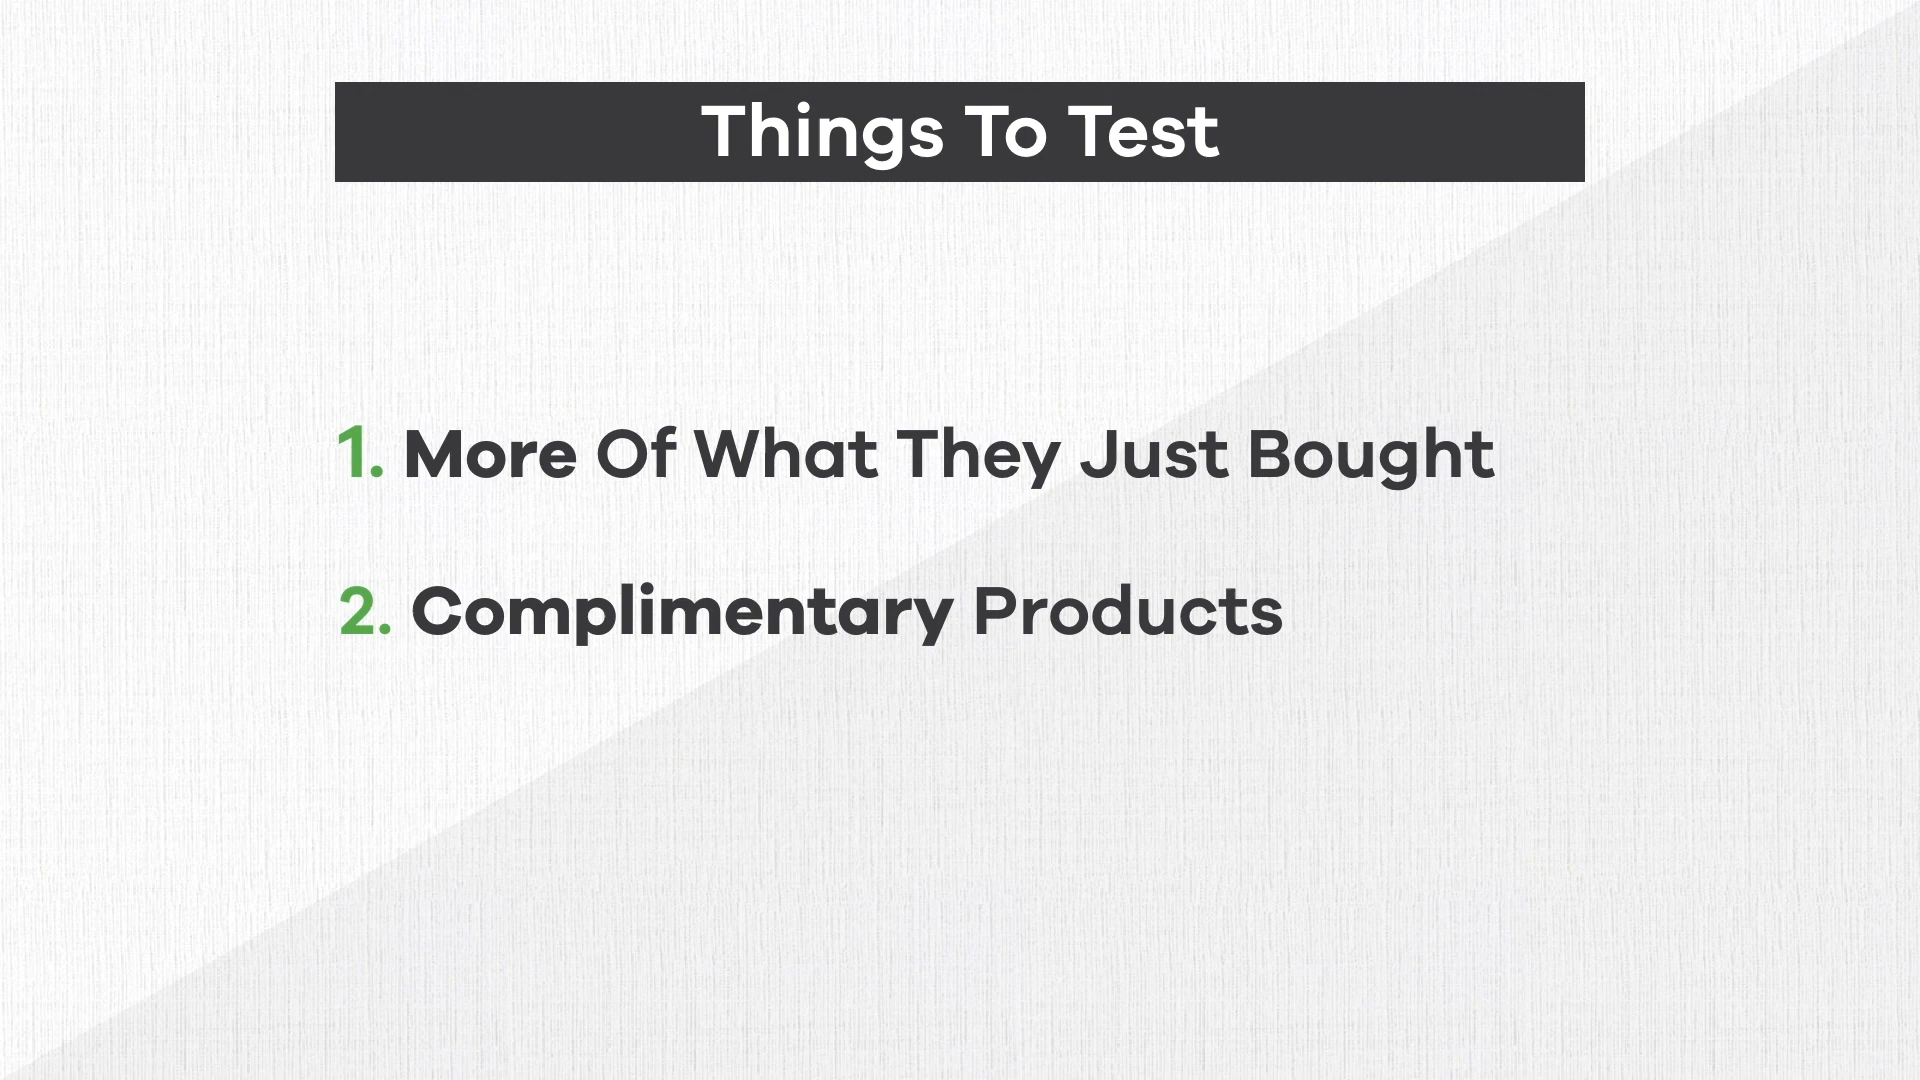 Things To Test
1. More Of What They Just Bought
2. Complimentary Products